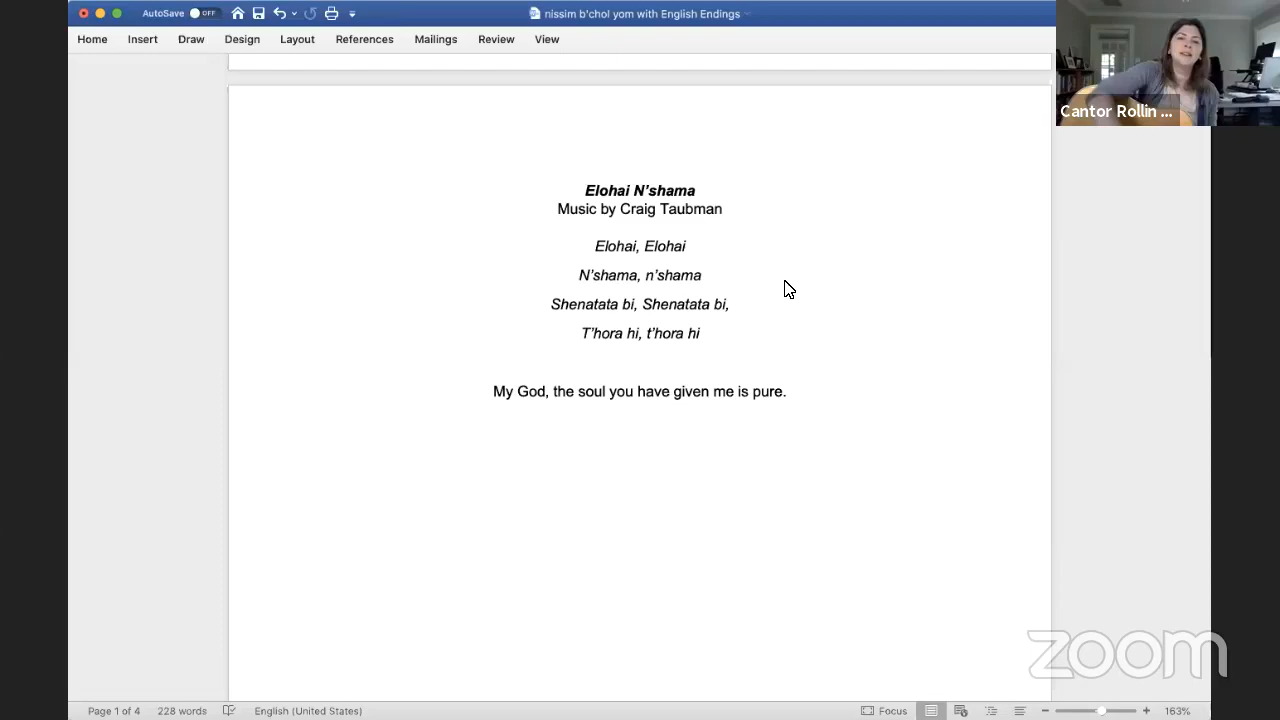 AutoSave OFF
nissim b'chol yom with English Endings
Home Insert Draw Design Layout References Mailings Review View
Cantor Rollin ...
Elohai N'shama
Music by Craig Taubman
Elohai, Elohai
N'shama, n'shama
Shenatata bi, Shenatata bi,
T'hora hi, t'hora hi
My God, the soul you have given me is pure.
zoom
Page 1 of 4 228 words English (United States) Focus 163%